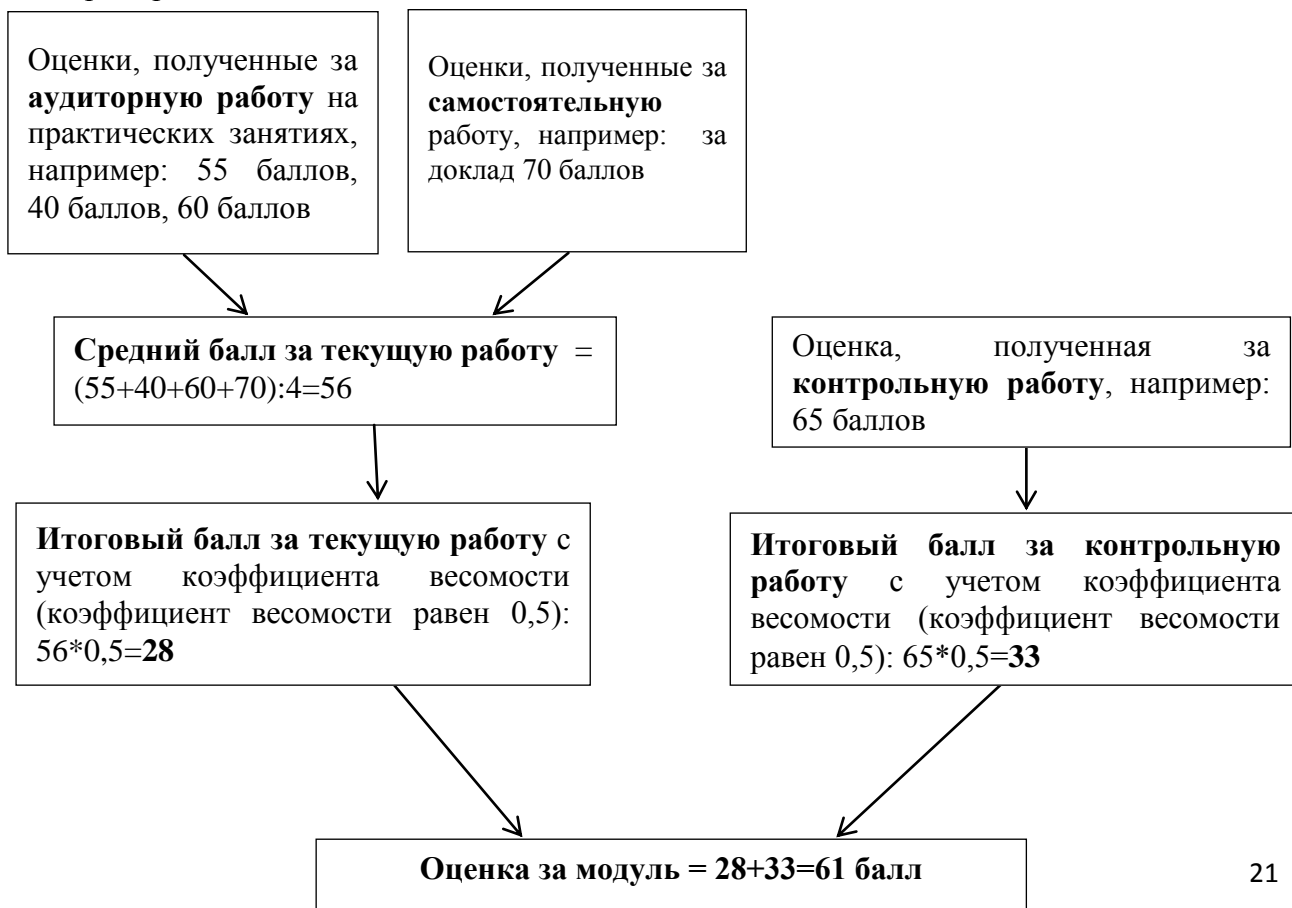 Оценки, полученные за
аудиторную работу на
практических занятиях,
например: 55 баллов,
40 баллов, 60 баллов
Оценки, полученные за
самостоятельную
работу, например: за
доклад 70 баллов
Средний балл за текущую работу =
(55+40+60+70):4=56
Оценка, полученная за
контрольную работу, например:
65 баллов
Итоговый балл за текущую работу с
учетом коэффициента весомости
(коэффициент весомости равен 0,5):
56*0,5=28
Итоговый балл за контрольную
работу с учетом коэффициента
весомости (коэффициент весомости
равен 0,5): 65*0,5=33
Оценка за модуль = 28+33=61 балл
21